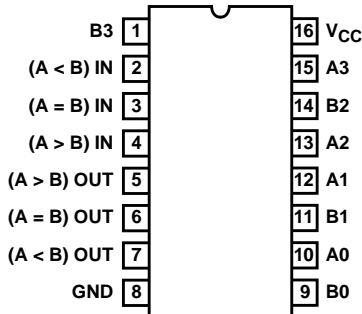 B3 1 16 VCC
(A < B) IN 2 15 A3
(A = B) IN 3 14 B2
(A > B) IN 4 13 A2
(A > B) OUT 5 12 A1
(A = B) OUT 6 11 B1
(A < B) OUT 7 10 A0
GND 8 9 B0